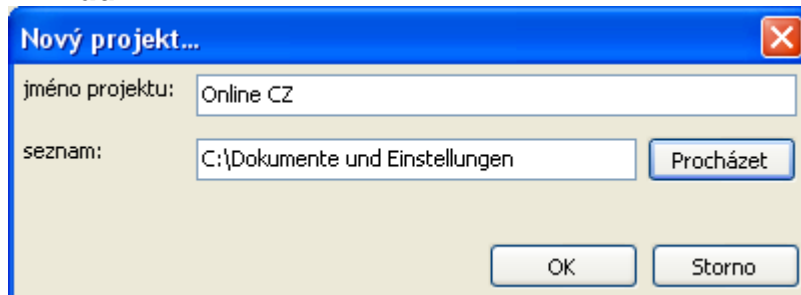 Nový projekt...
jméno projektu: Online CZ
seznam: C:\Dokumente und Einstellungen Procházet
OK Storno